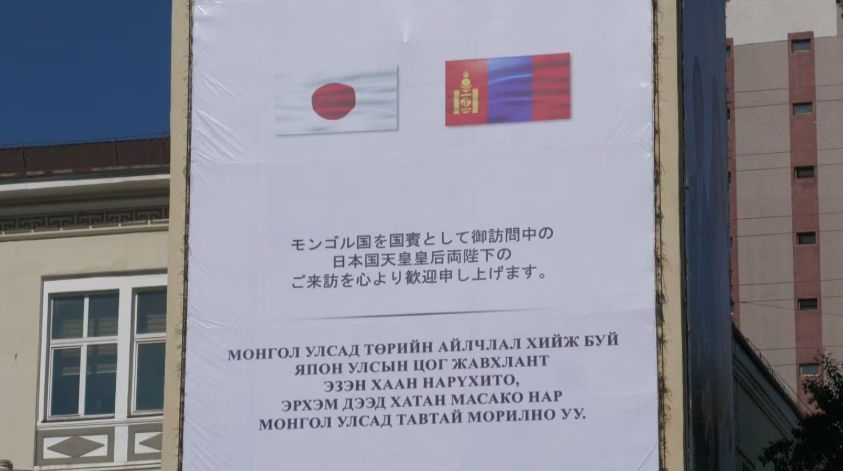 モンゴル国を国賓として御訪問中の
日本国天皇皇后両陛下の
ご来訪を心より歓迎申し上げます。
МОНГОЛ УЛСАД ТӨРИЙН АЙЛЧЛАЛ ХИЙЖ БУЙ
ЯПОН УЛСЫН ЦОГ ЖАВХЛАНТ
ЭЗЭН ХААН НАРҮХИТО,
ЭРХЭМ ДЭЭД ХАТАН МАСАКО НАР
МОНГОЛ УЛСАД ТАВТАЙ МОРИЛНО УУ.